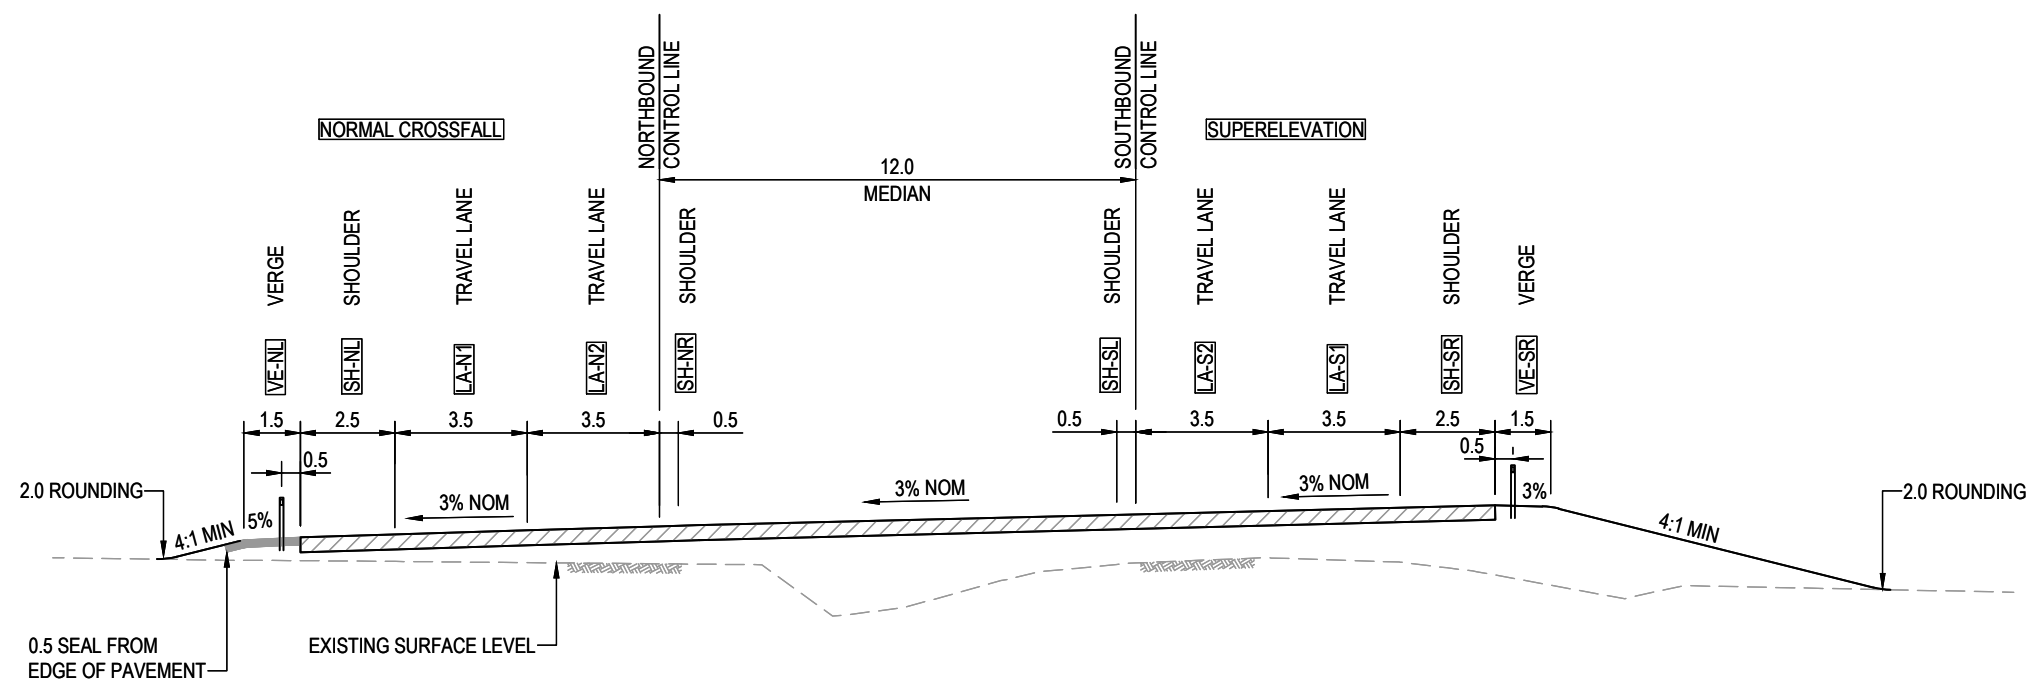 NORTHBOUND
CONTROL LINE
SOUTHBOUND
CONTROL LINE
NORMAL CROSSFALL
SUPERELEVATION
12.0
MEDIAN
VERGE
SHOULDER
TRAVEL LANE
TRAVEL LANE
SHOULDER
SHOULDER
TRAVEL LANE
TRAVEL LANE
SHOULDER
VERGE
VE-NL
SH-NL
LA-N1
LA-N2
SH-NR
SH-SL
LA-S2
LA-S1
SH-SR
VE-SR
1.5
2.5
3.5
3.5
0.5
0.5
3.5
3.5
2.5
1.5
0.5
0.5
2.0 ROUNDING
4:1 MIN
5%
3% NOM
3% NOM
3% NOM
3%
4:1 MIN
2.0 ROUNDING
0.5 SEAL FROM
EDGE OF PAVEMENT
EXISTING SURFACE LEVEL